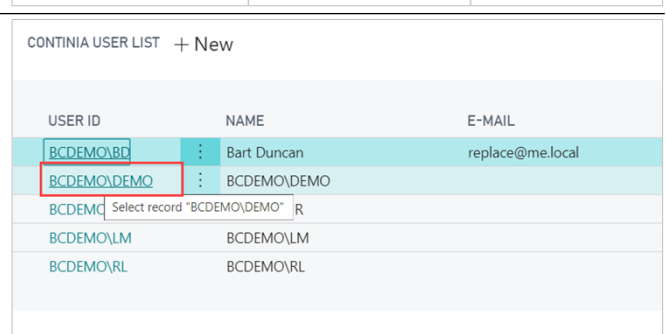 CONTINIA USER LIST + New
USER ID NAME E-MAIL
BCDEMO\BD Bart Duncan replace@me.local
BCDEMO\DEMO BCDEMO\DEMO
Select record "BCDEMO\DEMO"
BCDEMO\LM BCDEMO\LM
BCDEMO\RL BCDEMO\RL